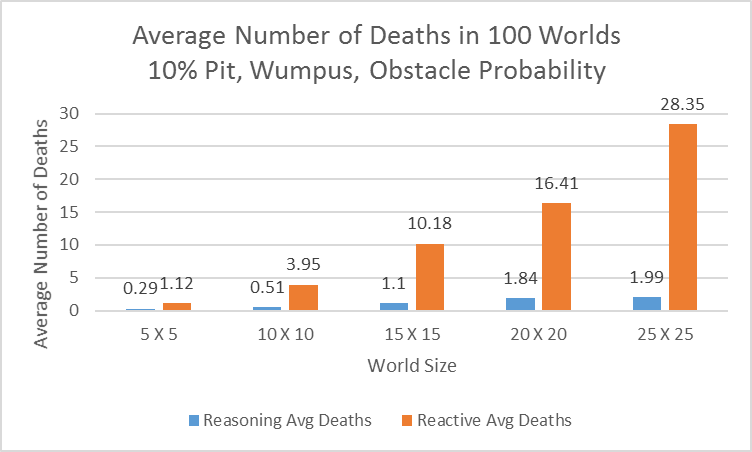 Average Number of Deaths in 100 Worlds
10% Pit, Wumpus, Obstacle Probability
Average Number of Deaths
30
25
20
15
10
5
0
0.29
1.12
0.51
3.95
1.1
10.18
1.84
16.41
1.99
28.35
5 X 5
10 X 10
15 X 15
20 X 20
25 X 25
World Size
Reasoning Avg Deaths
Reactive Avg Deaths